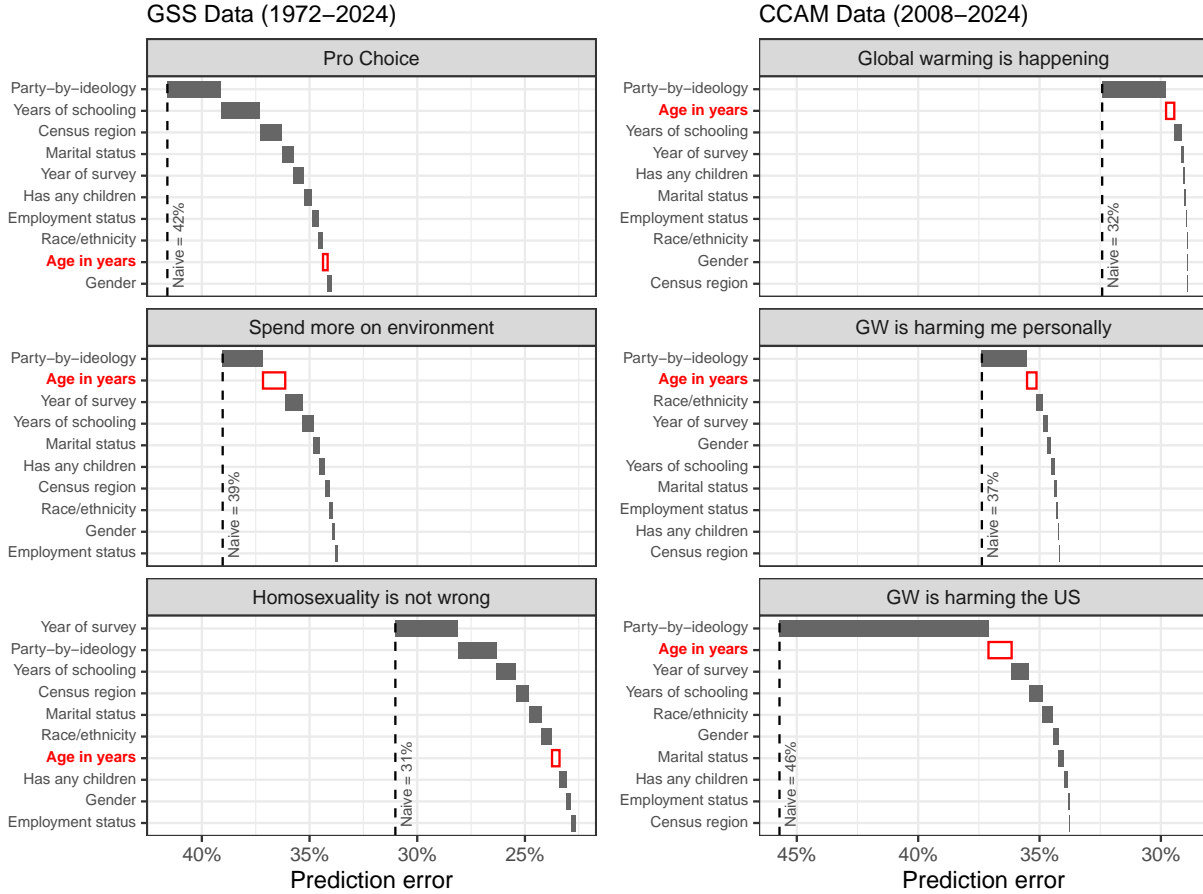 GSS Data (1972−2024)
Pro Choice
Party−by−ideology
Years of schooling
Census region
Marital status
Year of survey
Has any children
Employment status
Race/ethnicity
Age in years
Gender
Naive = 42%
Spend more on environment
Party−by−ideology
Age in years
Year of survey
Years of schooling
Marital status
Has any children
Census region
Race/ethnicity
Gender
Employment status
Naive = 39%
Homosexuality is not wrong
Year of survey
Party−by−ideology
Years of schooling
Census region
Marital status
Race/ethnicity
Age in years
Has any children
Gender
Employment status
Naive = 31%
40% 35% 30% 25%
Prediction error
CCAM Data (2008−2024)
Global warming is happening
Party−by−ideology
Age in years
Years of schooling
Year of survey
Has any children
Marital status
Employment status
Race/ethnicity
Gender
Census region
Naive = 32%
GW is harming me personally
Party−by−ideology
Age in years
Race/ethnicity
Year of survey
Gender
Years of schooling
Marital status
Employment status
Has any children
Census region
Naive = 37%
GW is harming the US
Party−by−ideology
Age in years
Year of survey
Years of schooling
Race/ethnicity
Gender
Marital status
Has any children
Employment status
Census region
Naive = 46%
45% 40% 35% 30%
Prediction error